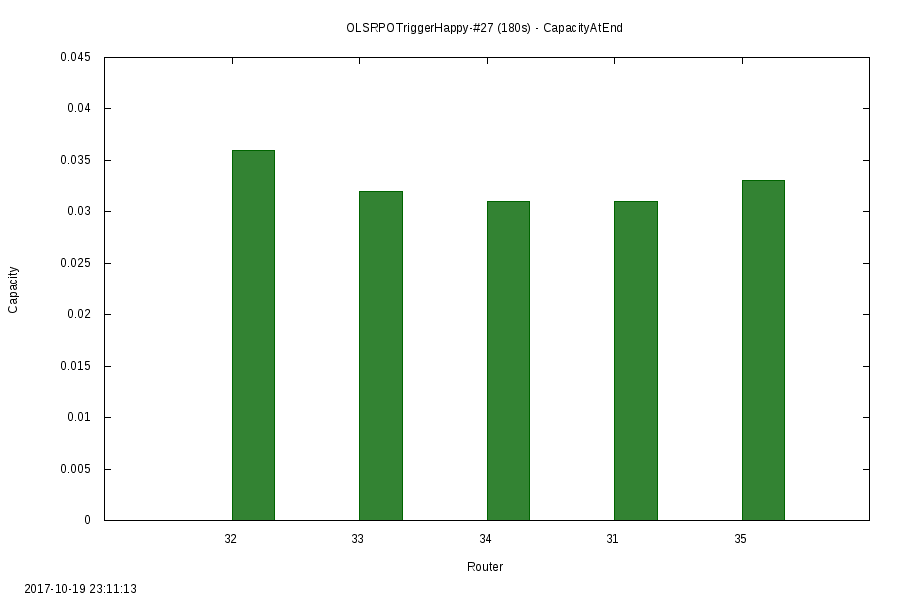 OLSRPOTriggerHappy-#27 (180s) - CapacityAtEnd
0.045
0.04
0.035
0.03
0.025
0.02
0.015
0.01
0.005
0
Capacity
32 33 34 31 35
Router
2017-10-19 23:11:13